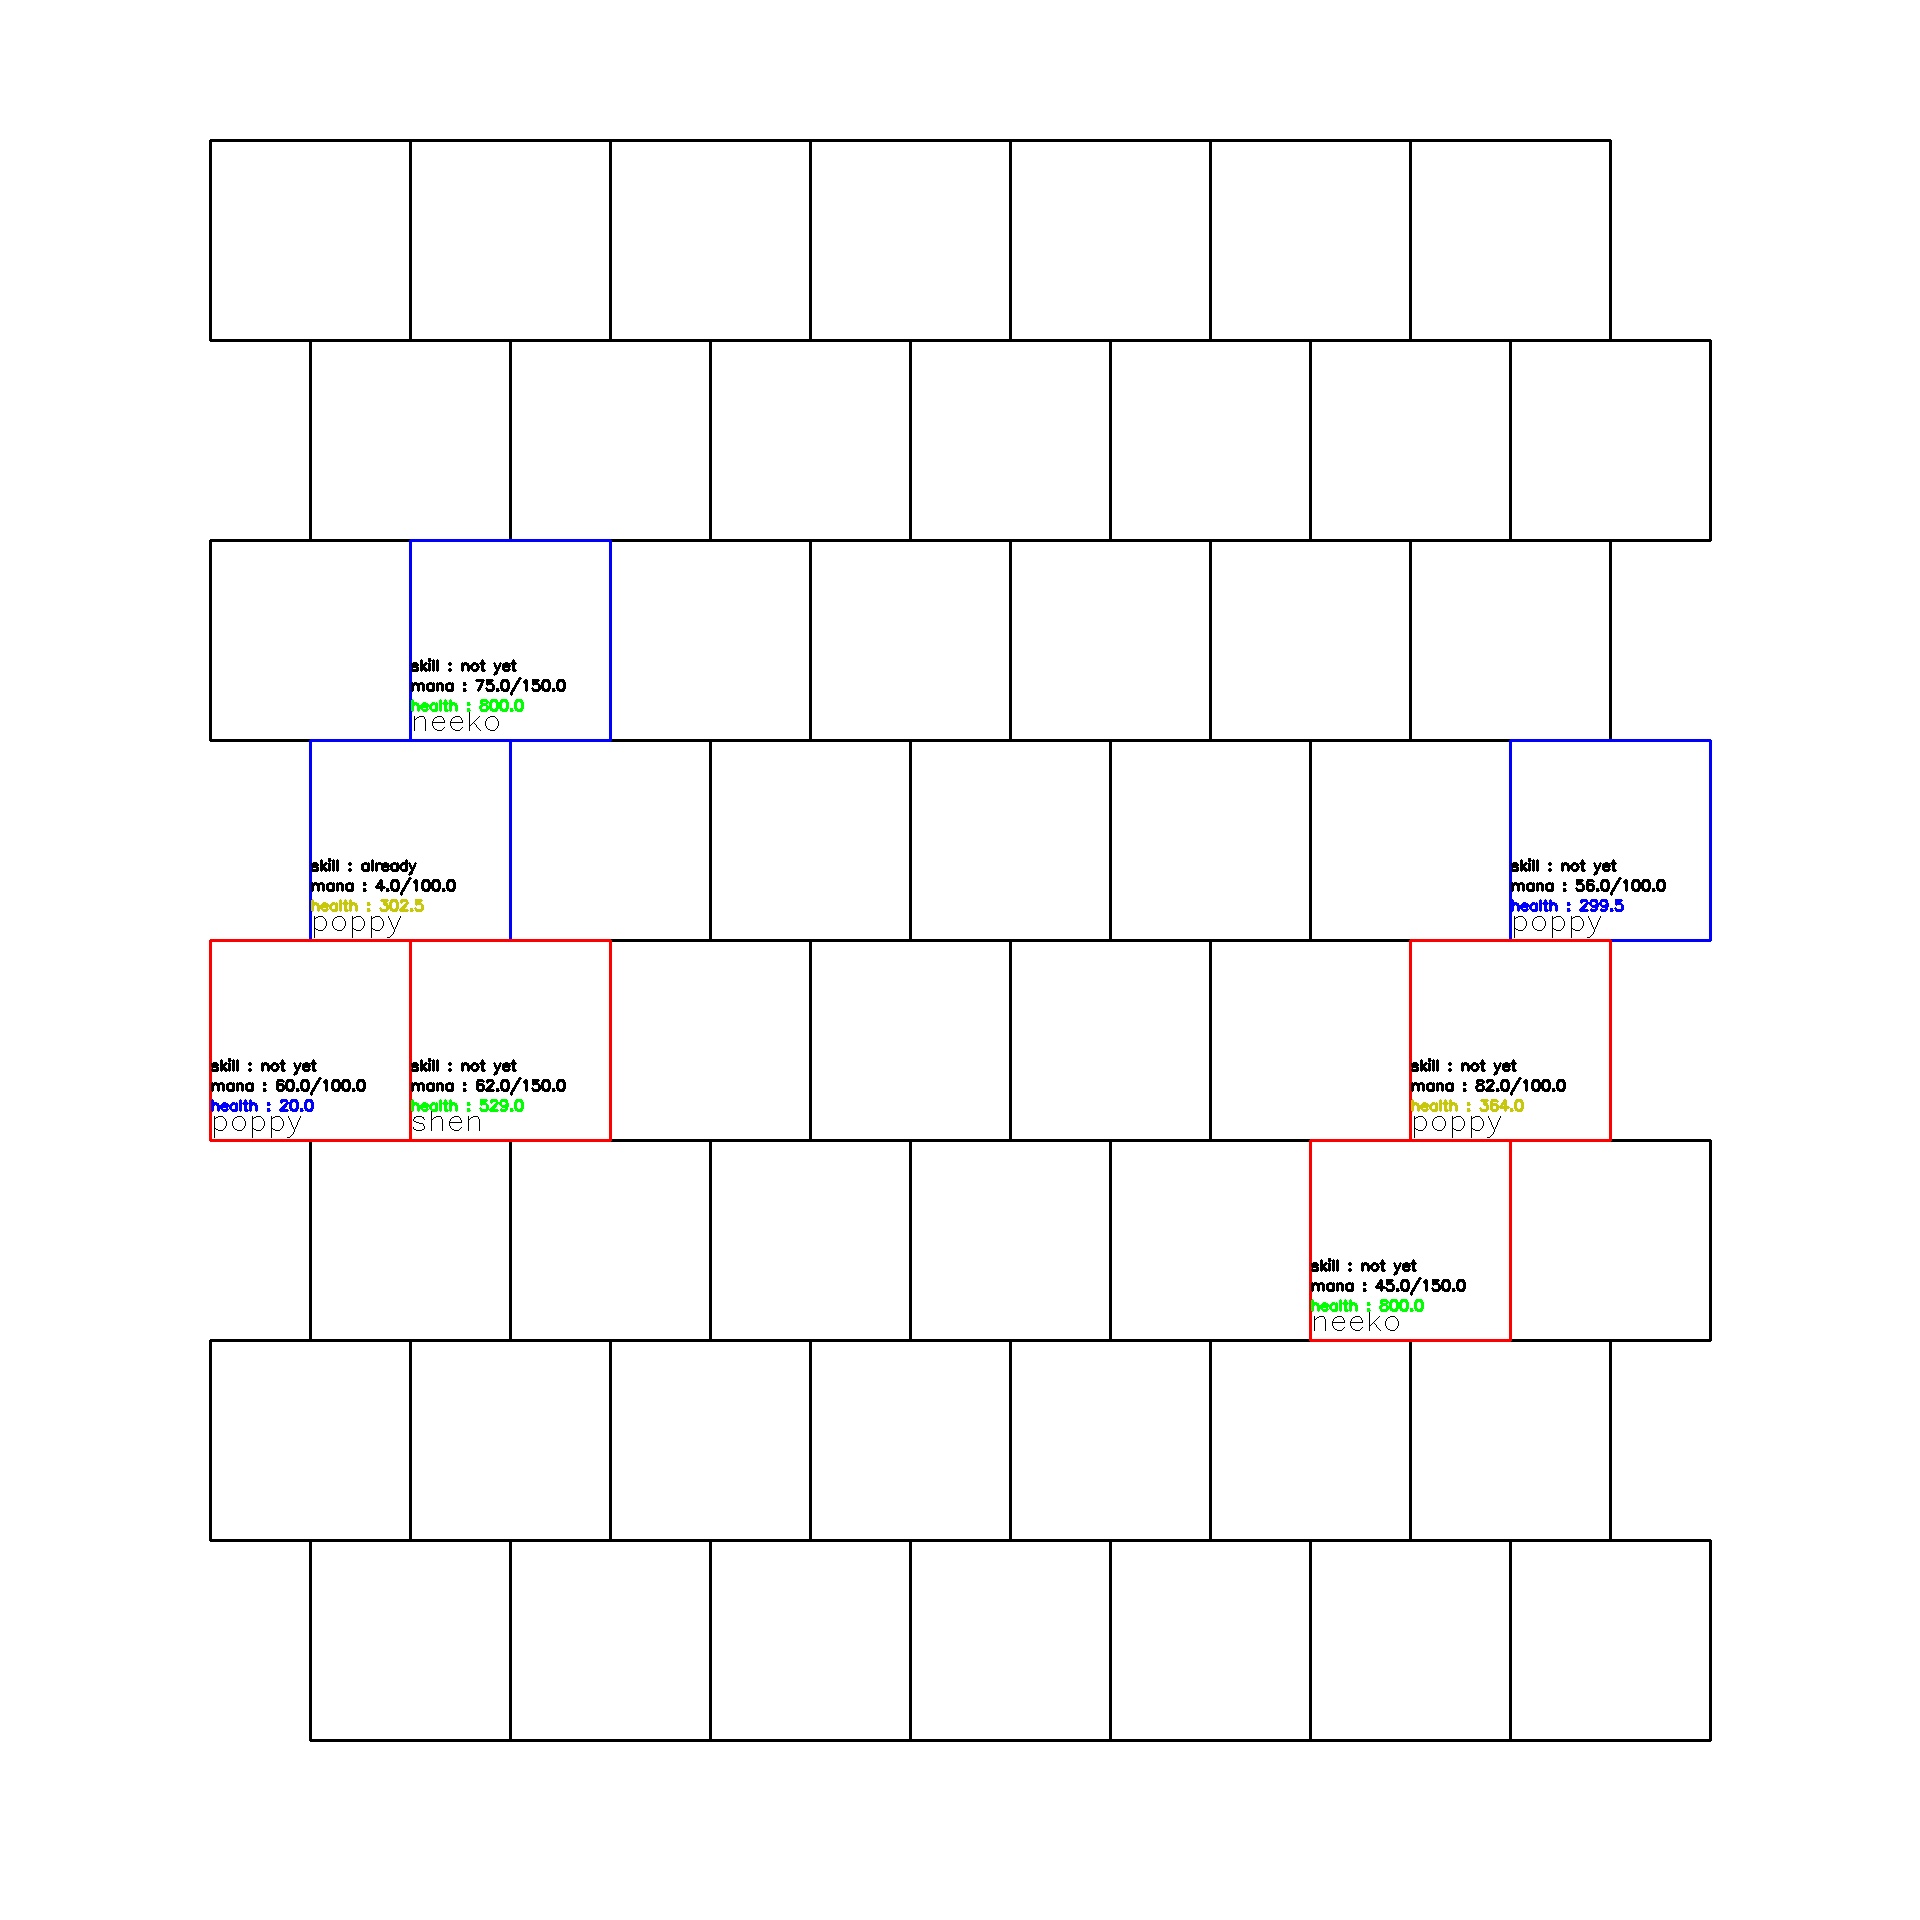 skill : not yet
mana : 75.0/150.0
health : 800.0
neeko
skill : already
mana : 4.0/100.0
health : 302.5
poppy
skill : not yet
mana : 56.0/100.0
health : 299.5
poppy
skill : not yet
mana : 60.0/100.0
health : 20.0
poppy
skill : not yet
mana : 62.0/150.0
health : 529.0
shen
skill : not yet
mana : 82.0/100.0
health : 364.0
poppy
skill : not yet
mana : 45.0/150.0
health : 800.0
neeko